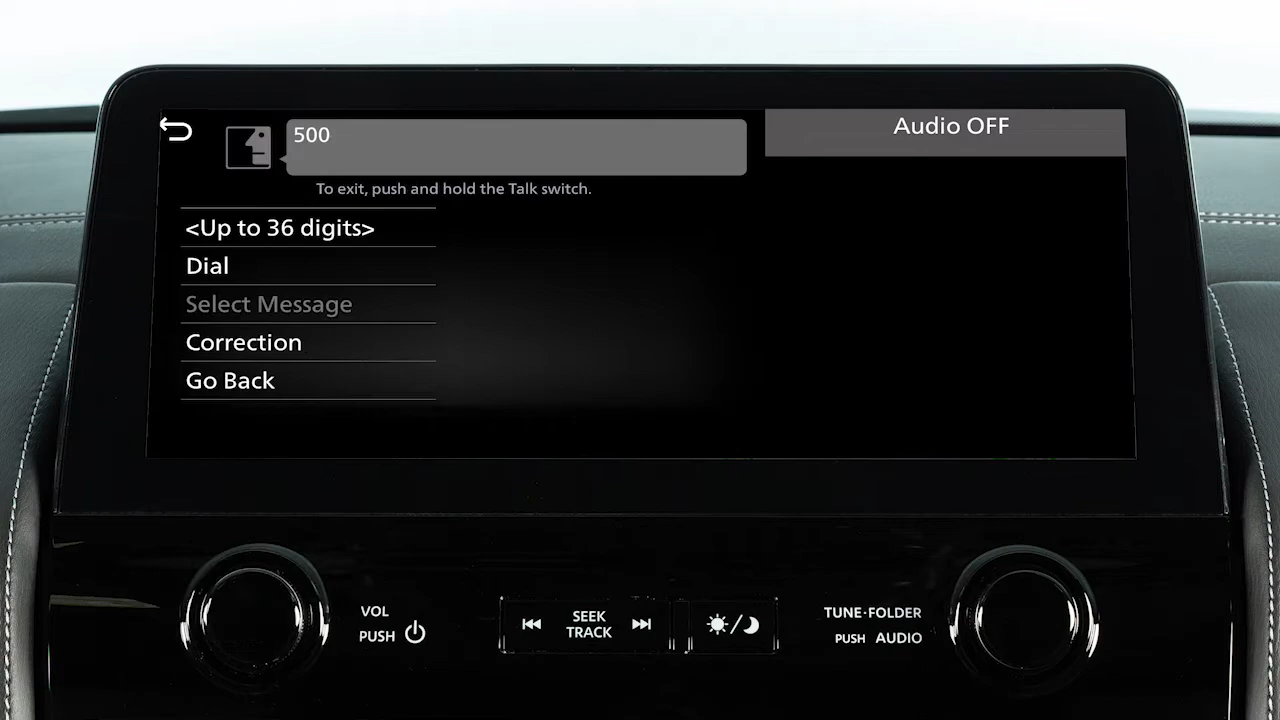 500
Audio OFF
To exit, push and hold the Talk switch.
<Up to 36 digits>
Dial
Select Message
Correction
Go Back
VOL
PUSH
SEEK
TRACK
TUNE·FOLDER
PUSH AUDIO